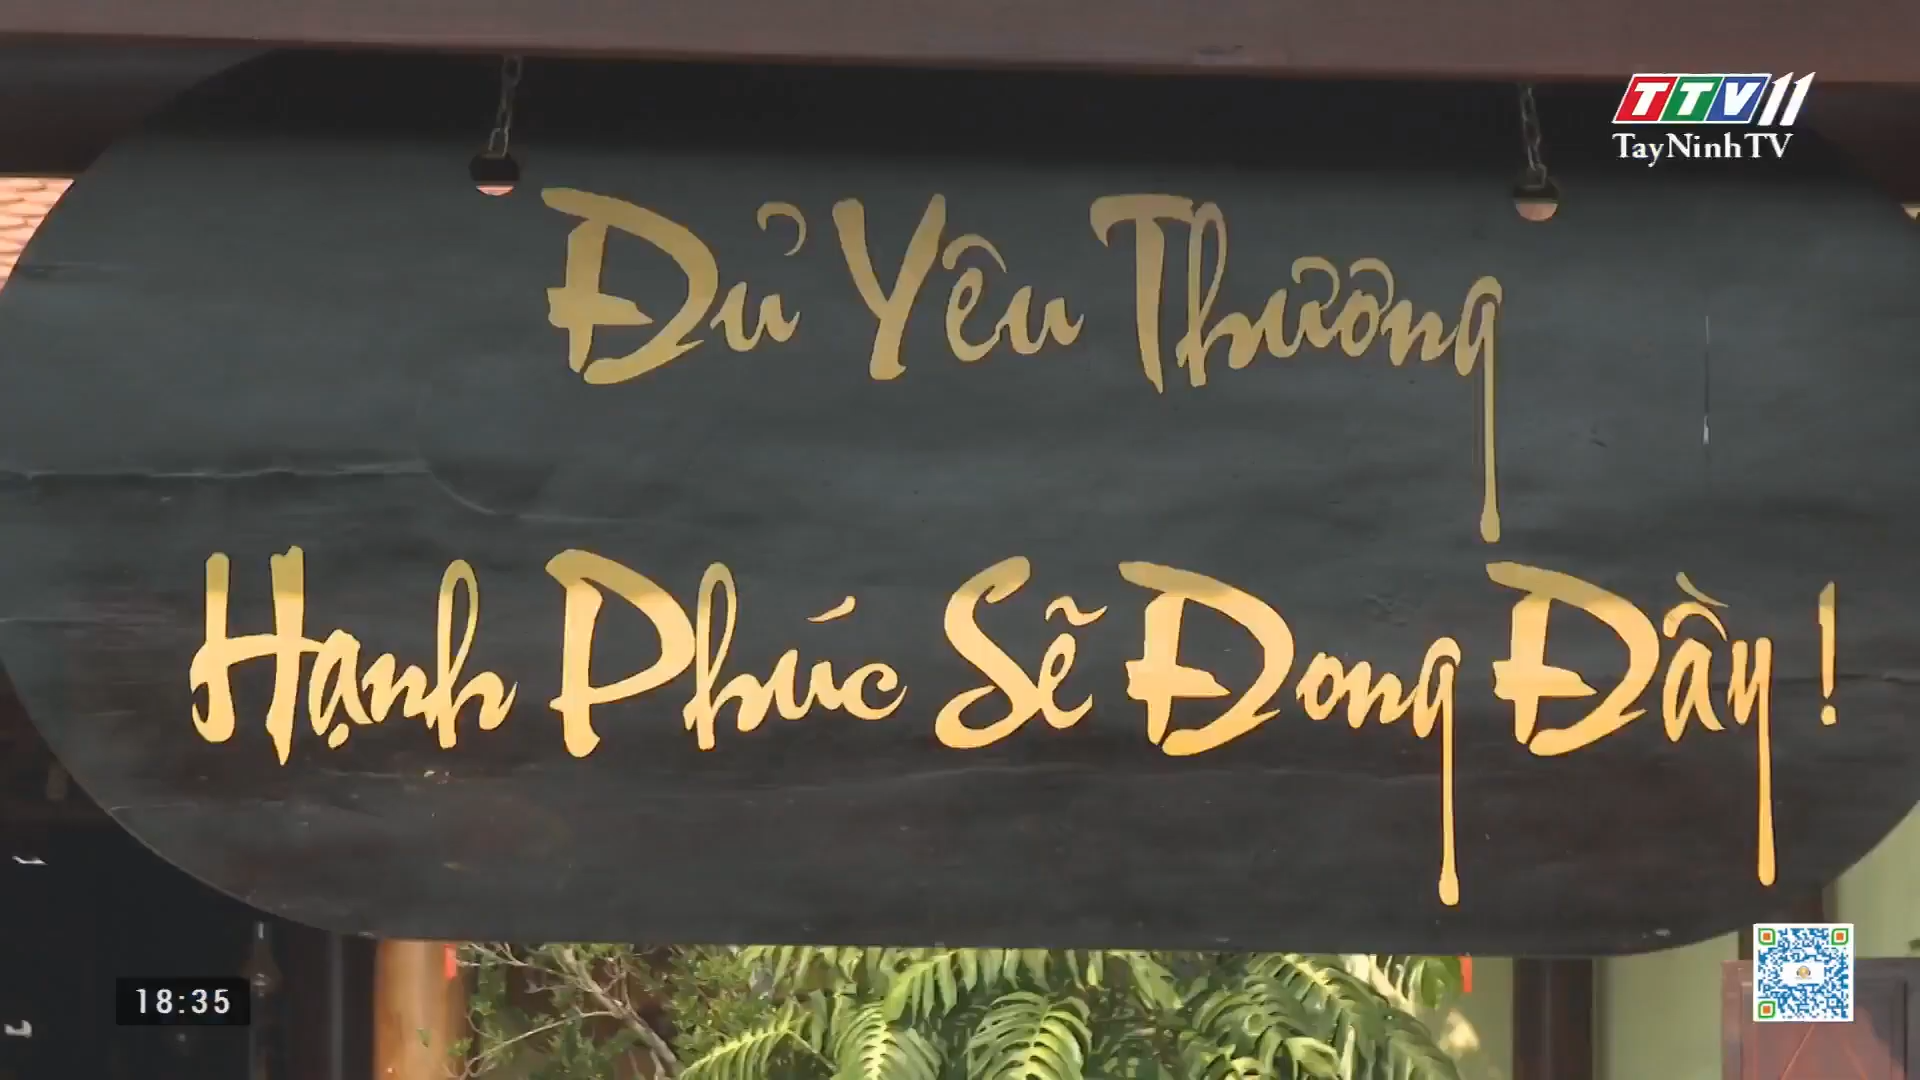 TTV11
TayNinhTV
Đủ Yêu Thương
Hạnh Phúc Sẽ Đong Đầy !
18:35